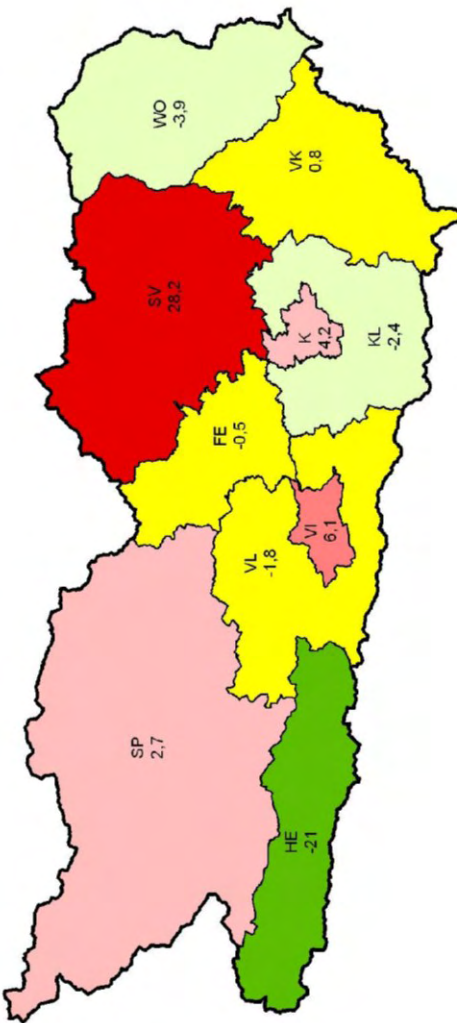 SP
2,7
HE
-21
VL
-1,8
VI
6,1
FE
-0,5
SV
28,2
K
4,2
KL
-2,4
WO
-3,9
VK
0,8